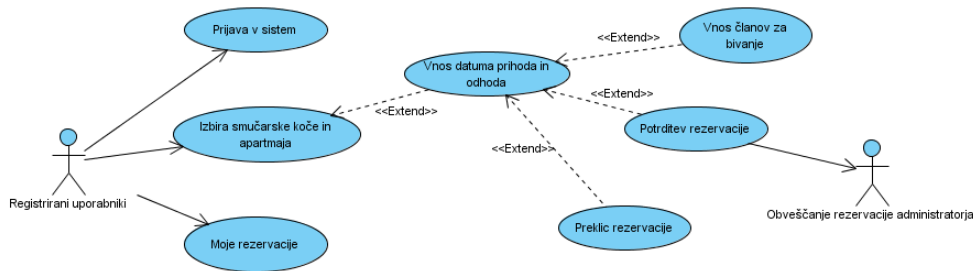 Prijava v sistem
Vnos članov za
bivanje
<<Extend>>
Vnos datuma prihoda in
odhoda
<<Extend>>
<<Extend>>
Izbira smučarske koče in
apartmaja
Potrditev rezervacije
<<Extend>>
Registrirani uporabniki
Obveščanje rezervacije administratorja
Preklic rezervacije
Moje rezervacije